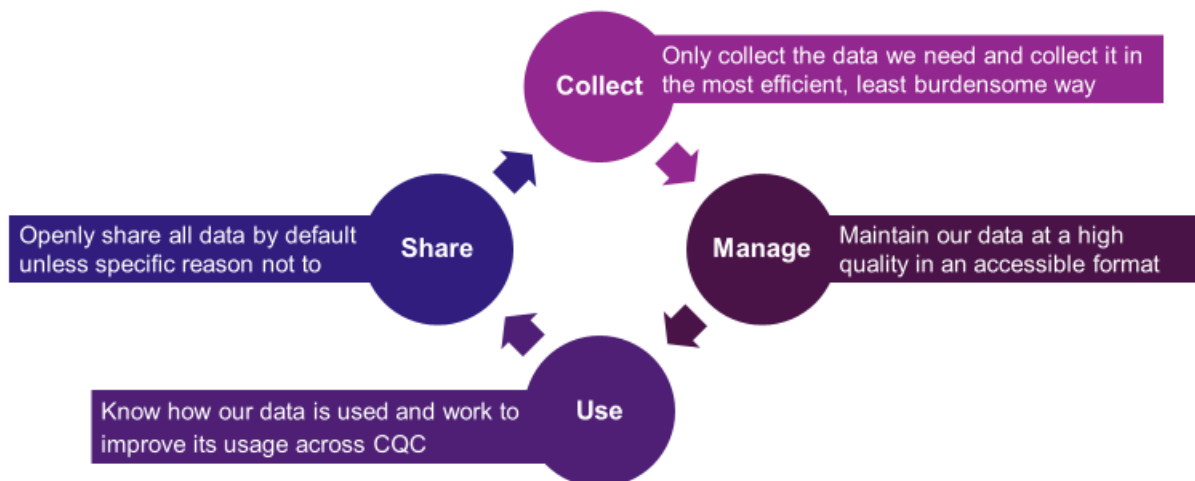 Collect
Only collect the data we need and collect it in
the most efficient, least burdensome way
Manage
Maintain our data at a high
quality in an accessible format
Use
Know how our data is used and work to
improve its usage across CQC
Share
Openly share all data by default
unless specific reason not to